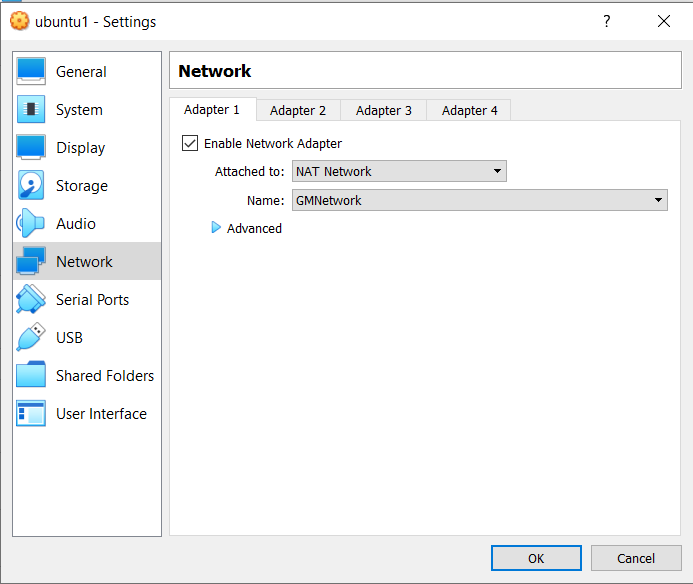 ubuntu1 - Settings
?
General
System
Display
Storage
Audio
Network
Serial Ports
USB
Shared Folders
User Interface
Network
Adapter 1 Adapter 2 Adapter 3 Adapter 4
Enable Network Adapter
Attached to: NAT Network
Name: GMNetwork
Advanced
OK Cancel